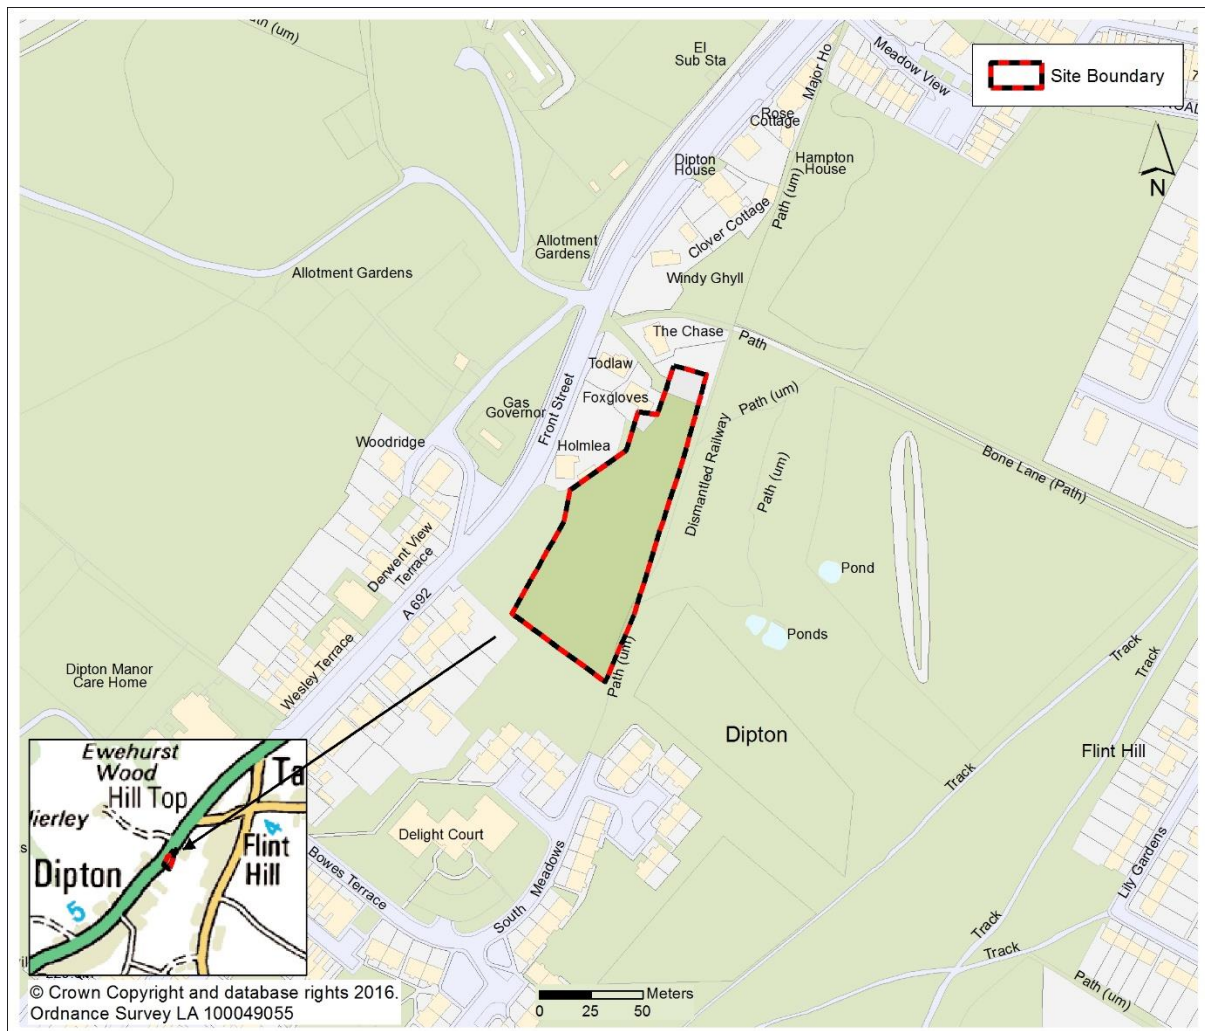 Path (um)
El
Sub Sta
Major Ho
Meadow View
7
ROAD
Site Boundary
N
Rose
Cottage
Dipton
House
Hampton
House
Path (um)
Clover Cottage
Allotment
Gardens
Allotment Gardens
Windy Ghyll
The Chase
Path
Todlaw
Foxgloves
Gas
Governor
Front Street
Holmlea
Woodridge
Dismantled Railway
Path (um)
Path (um)
Bone Lane (Path)
Derwent View
Terrace
A 692
Pond
Ponds
Wesley Terrace
Dipton Manor
Care Home
Path (um)
Track
Track
Dipton
Flint Hill
Track
Delight Court
Bowes Terrace
South Meadows
Lily Gardens
Track
Track
Path (um)
Ewehurst
Wood
Hill Top
Ta
4
Flint
Hill
Dipton
5
© Crown Copyright and database rights 2016.
Ordnance Survey LA 100049055
Meters
0 25 50